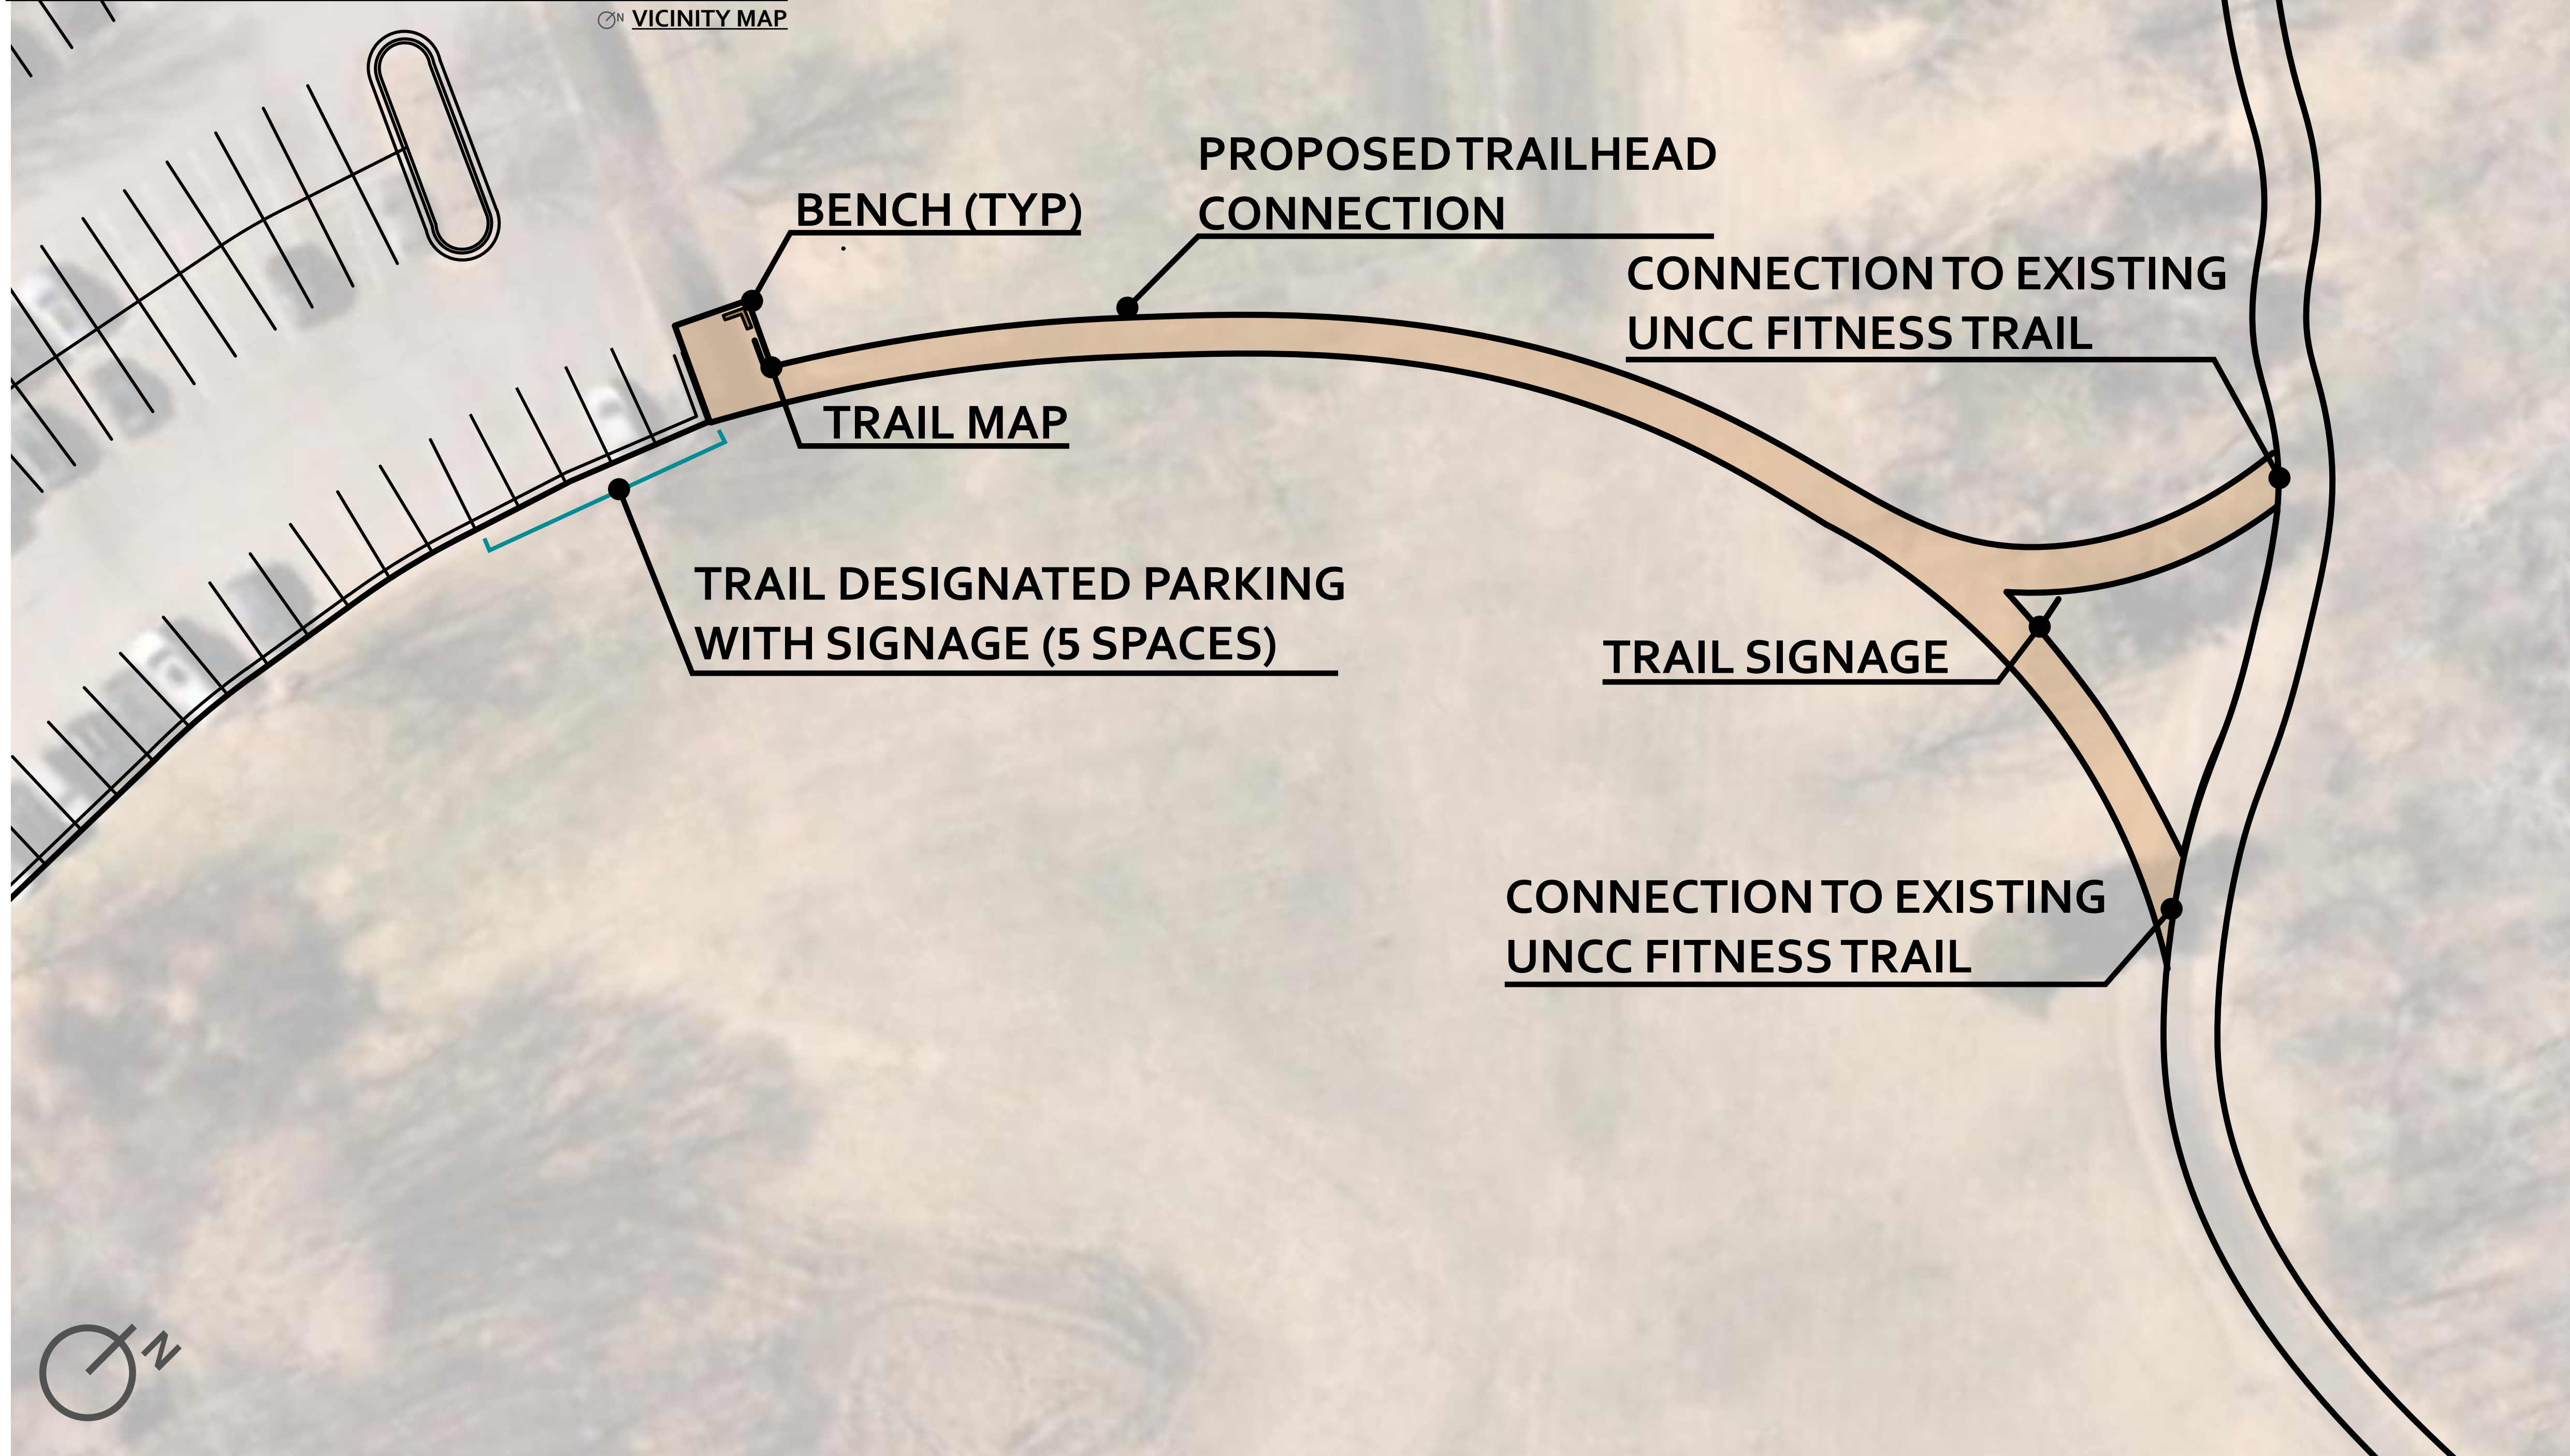 N VICINITY MAP
BENCH (TYP)
PROPOSED TRAILHEAD
CONNECTION
CONNECTION TO EXISTING
UNCC FITNESS TRAIL
TRAIL MAP
TRAIL DESIGNATED PARKING
WITH SIGNAGE (5 SPACES)
TRAIL SIGNAGE
CONNECTION TO EXISTING
UNCC FITNESS TRAIL
N